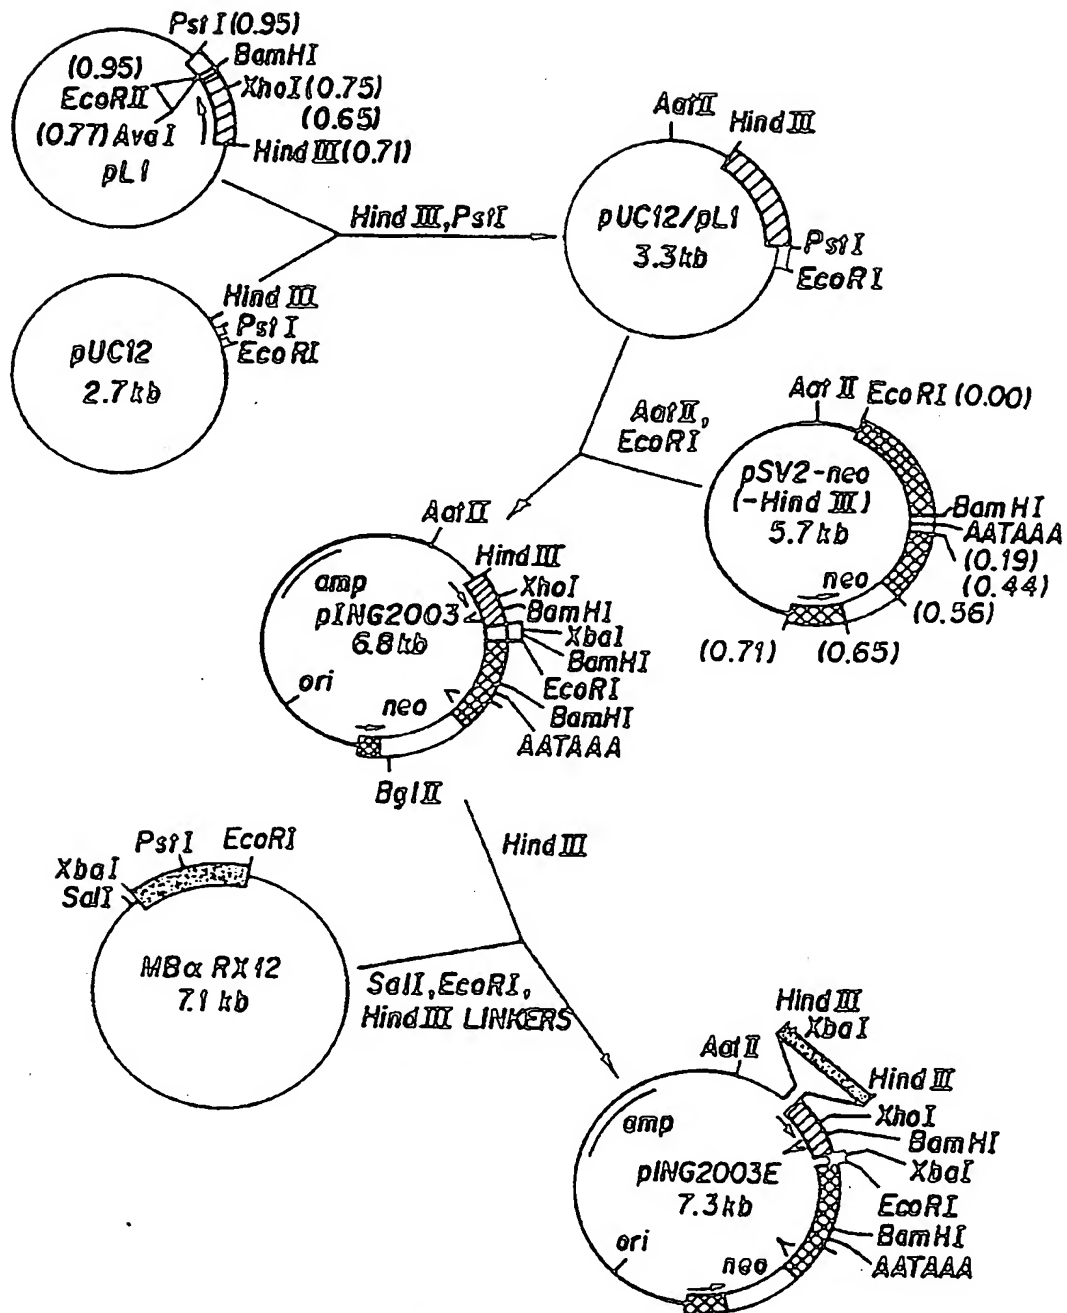 PstI (0.95)
BamHI
(0.95)
EcoRII
XhoI (0.75)
(0.65)
(0.77) AvaI
HindIII (0.71)
pL1
HindIII, PstI
AatII
HindIII
pUC12/pL1
3.3kb
PstI
EcoRI
HindIII
PstI
EcoRI
pUC12
2.7kb
AatII,
EcoRI
AatII
EcoRI (0.00)
pSV2-neo
(-HindIII)
5.7kb
BamHI
AATAAA
(0.19)
(0.44)
neo
(0.56)
(0.71)
(0.65)
AatII
HindIII
amp
XhoI
pING2003
BamHI
6.8kb
XbaI
BamHI
ori
EcoRI
neo
BamHI
AATAAA
BglII
HindIII
PstI
EcoRI
XbaI
SalI
MBα RX12
7.1 kb
SalI, EcoRI,
HindIII LINKERS
HindIII
XbaI
AatII
HindIII
amp
XhoI
BamHI
XbaI
pING2003E
7.3kb
EcoRI
ori
BamHI
neo
AATAAA